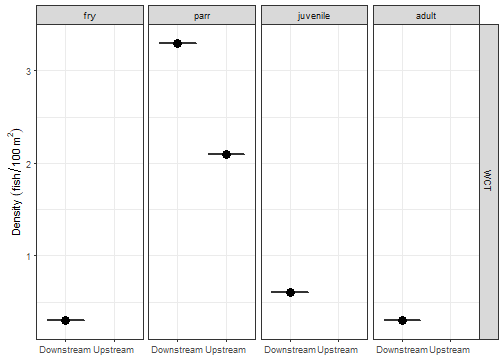 fry parr juvenile adult
Density (fish/100 m²)
3
2
1
WCT
Downstream Upstream Downstream Upstream Downstream Upstream Downstream Upstream